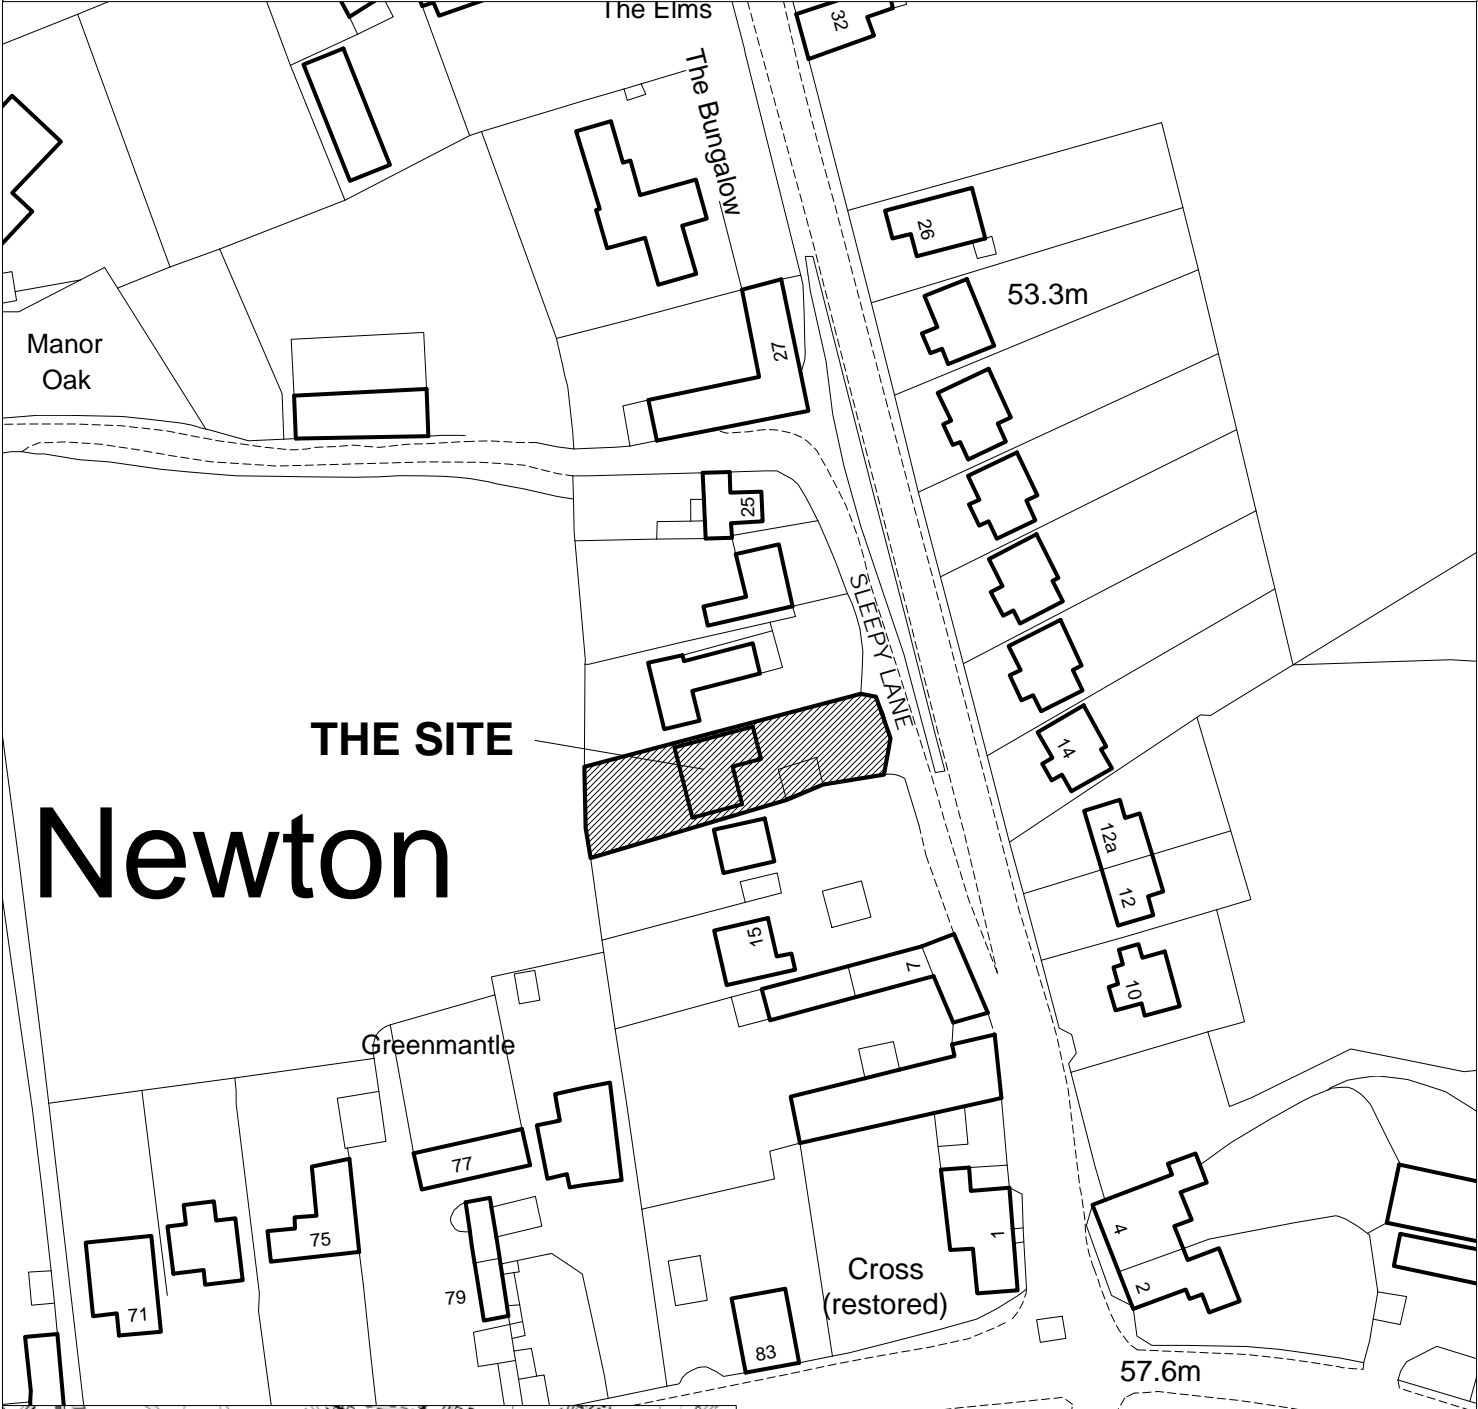 The Elms
32
The Bungalow
26
53.3m
Manor
Oak
27
25
SLEEPY LANE
THE SITE
14
Newton
12a
12
15
7
10
Greenmantle
77
75
4
1
Cross
(restored)
2
79
71
83
57.6m